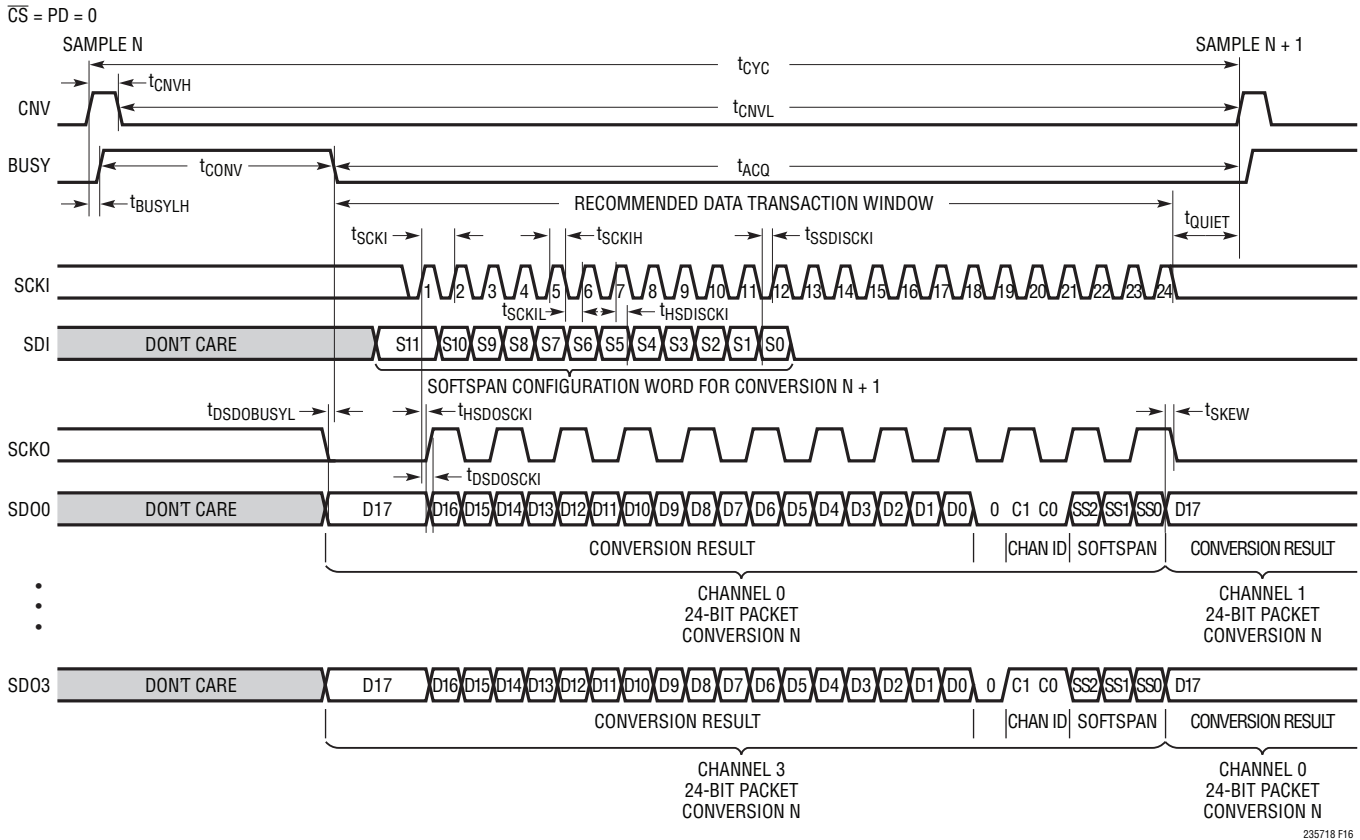 CS = PD = 0
SAMPLE N
SAMPLE N + 1
tCYC
tCNVH
CNV
tCNVL
BUSY
tCONV
tACQ
tBUSYLH
RECOMMENDED DATA TRANSACTION WINDOW
tQUIET
tSCKI
tSCKIH
tSSDISCKI
SCKI
1 2 3 4 5 6 7 8 9 10 11 12 13 14 15 16 17 18 19 20 21 22 23 24
tSCKIL
tHSDISCKI
SDI
DON'T CARE
S11 S10 S9 S8 S7 S6 S5 S4 S3 S2 S1 S0
SOFTSPAN CONFIGURATION WORD FOR CONVERSION N + 1
tDSDOBUSYL
tHSDOSCKI
tSKEW
SCKO
tDSDOSCKI
SDO0
DON'T CARE
D17 D16 D15 D14 D13 D12 D11 D10 D9 D8 D7 D6 D5 D4 D3 D2 D1 D0 0 C1 C0 SS2 SS1 SS0 D17
CONVERSION RESULT
CHAN ID
SOFTSPAN
CONVERSION RESULT
CHANNEL 0
24-BIT PACKET
CONVERSION N
CHANNEL 1
24-BIT PACKET
CONVERSION N
SDO3
DON'T CARE
D17 D16 D15 D14 D13 D12 D11 D10 D9 D8 D7 D6 D5 D4 D3 D2 D1 D0 0 C1 C0 SS2 SS1 SS0 D17
CONVERSION RESULT
CHAN ID
SOFTSPAN
CONVERSION RESULT
CHANNEL 3
24-BIT PACKET
CONVERSION N
CHANNEL 0
24-BIT PACKET
CONVERSION N
235718 F16